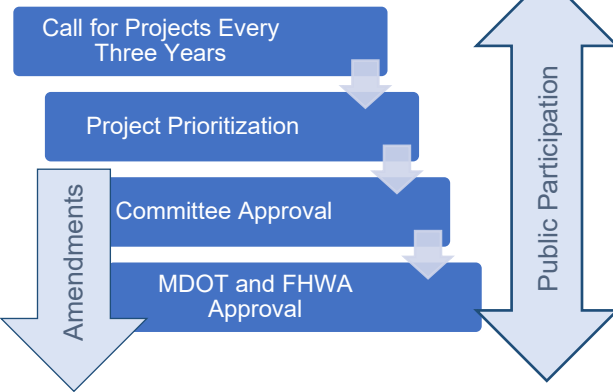 Call for Projects Every
Three Years
Project Prioritization
Committee Approval
MDOT and FHWA
Approval
Amendments
Public Participation